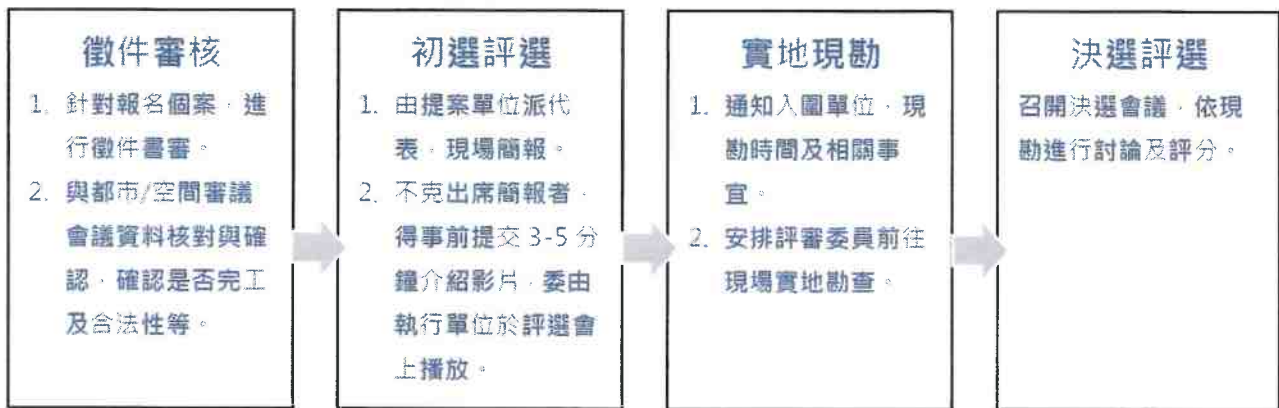 徵件審核
1. 針對報名個案，進
行徵件書審。
2. 與都市/空間審議
會議資料核對與確
認，確認是否完工
及合法性等。
初選評選
1. 由提案單位派代
表，現場簡報。
2. 不克出席簡報者，
得事前提交 3-5 分
鐘介紹影片，委由
執行單位於評選會
上播放。
實地現勘
1. 通知入圍單位，現
勘時間及相關事
宜。
2. 安排評審委員前往
現場實地勘查。
決選評選
召開決選會議，依現
勘進行討論及評分。